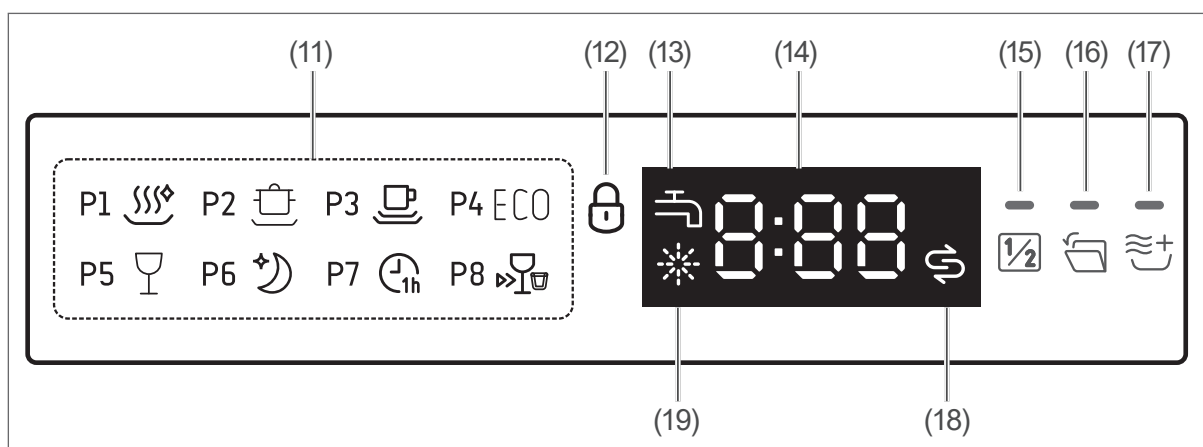 (11) (12) (13) (14) (15) (16) (17)
P1 P2 P3 P4 ECO
8:88
1/2
P5 P6 P7 1h P8
(19) (18)